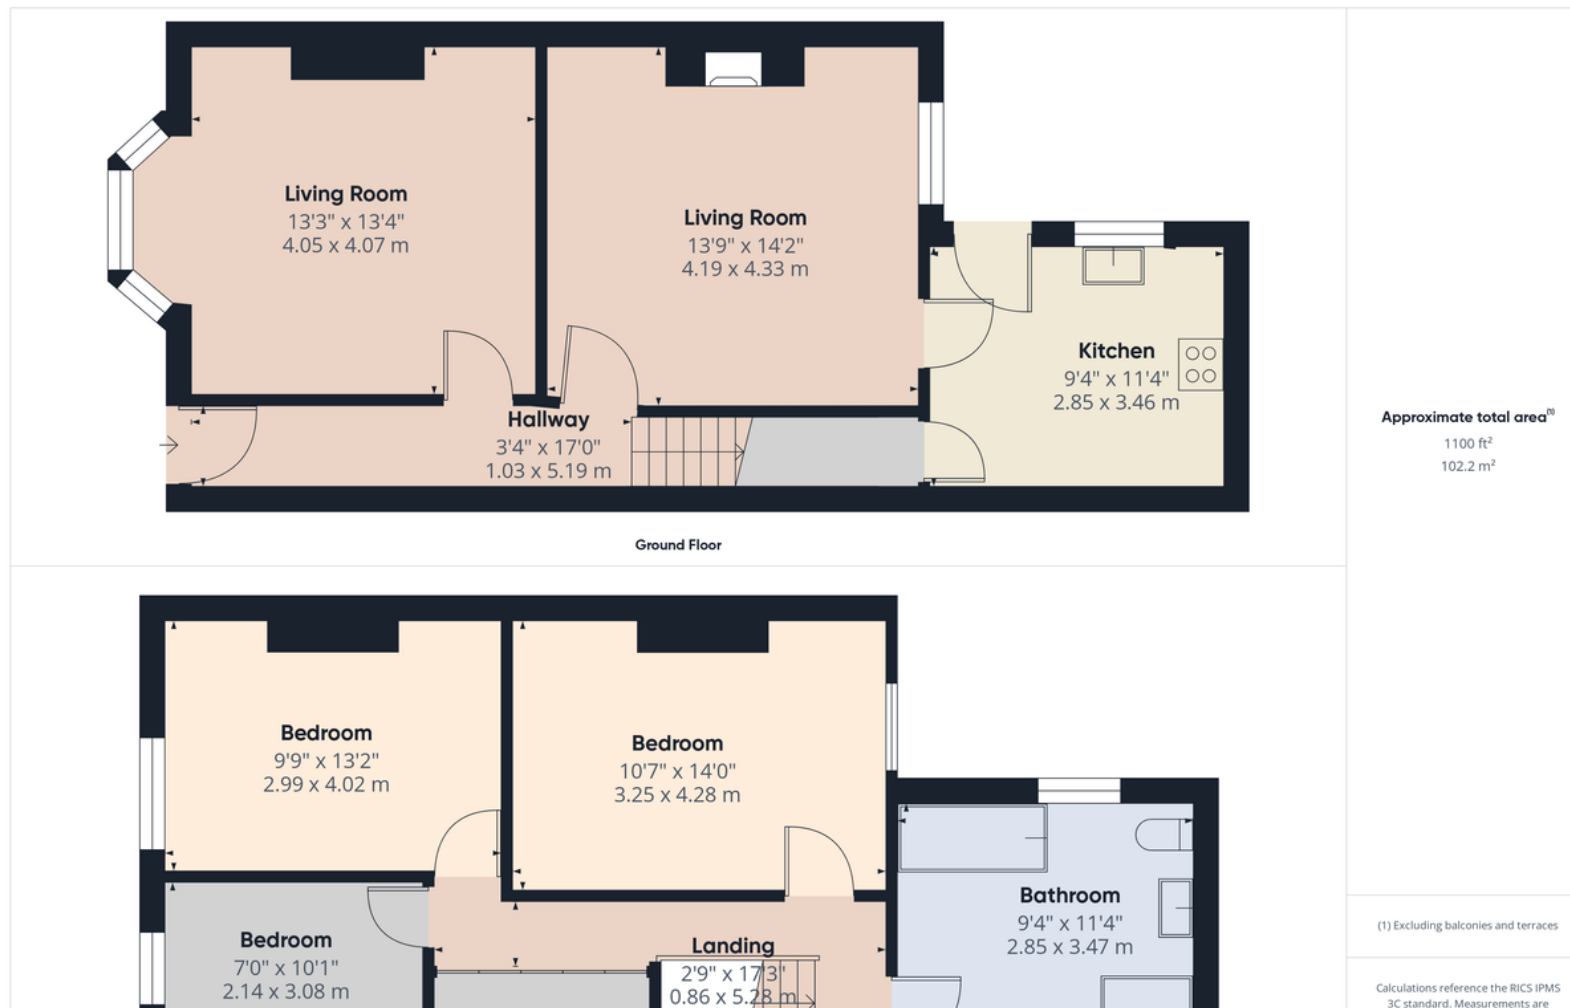 Living Room
13'3" x 13'4"
4.05 x 4.07 m
Living Room
13'9" x 14'2"
4.19 x 4.33 m
Kitchen
9'4" x 11'4"
2.85 x 3.46 m
Hallway
3'4" x 17'0"
1.03 x 5.19 m
Ground Floor
Approximate total area(1)
1100 ft²
102.2 m²
Bedroom
9'9" x 13'2"
2.99 x 4.02 m
Bedroom
10'7" x 14'0"
3.25 x 4.28 m
Bathroom
9'4" x 11'4"
2.85 x 3.47 m
Bedroom
7'0" x 10'1"
2.14 x 3.08 m
Landing
2'9" x 17'3"
0.86 x 5.28 m
(1) Excluding balconies and terraces
Calculations reference the RICS IPMS
3C standard. Measurements are